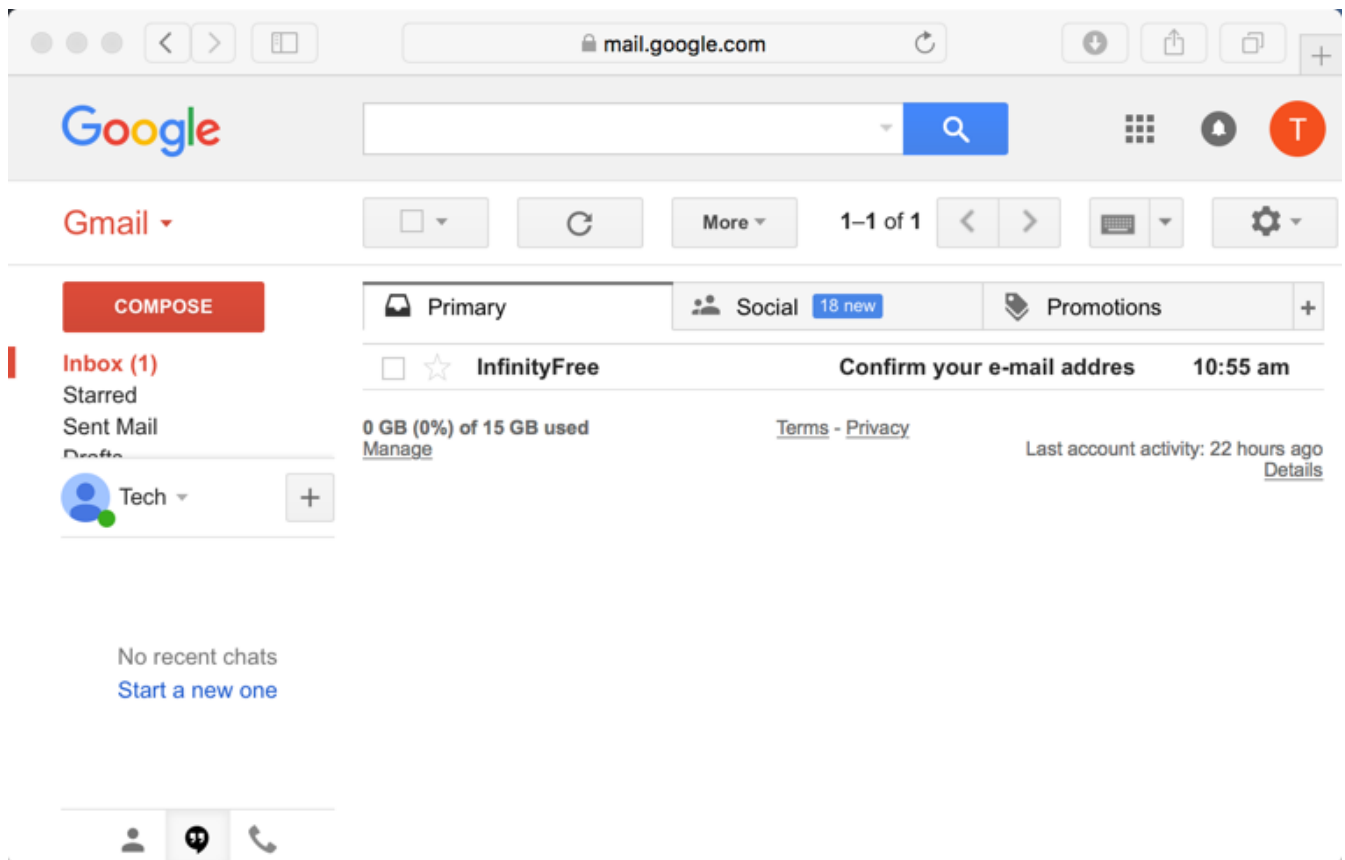 mail.google.com
Google
T
Gmail
More
1–1 of 1
COMPOSE
Primary
Social 18 new
Promotions
+
Inbox (1)
InfinityFree Confirm your e-mail addres 10:55 am
Starred
Sent Mail
Drafts
0 GB (0%) of 15 GB used
Manage
Terms - Privacy
Last account activity: 22 hours ago
Details
Tech
+
No recent chats
Start a new one